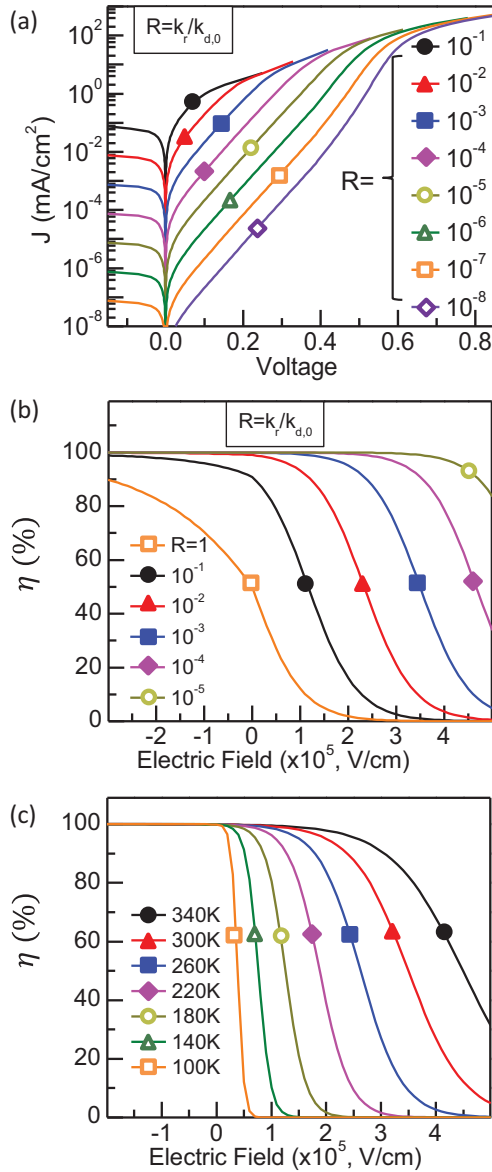 (a)
R=k_r/k_{d,0}
10^2
10^0
10^-2
10^-4
10^-6
10^-8
J (mA/cm^2)
0.0 0.2 0.4 0.6 0.8
Voltage
R=
10^-1
10^-2
10^-3
10^-4
10^-5
10^-6
10^-7
10^-8
(b)
R=k_r/k_{d,0}
100
80
60
40
20
0
η (%)
R=1
10^-1
10^-2
10^-3
10^-4
10^-5
-2 -1 0 1 2 3 4
Electric Field (x10^5, V/cm)
(c)
100
80
60
40
20
0
η (%)
340K
300K
260K
220K
180K
140K
100K
-1 0 1 2 3 4
Electric Field (x10^5, V/cm)